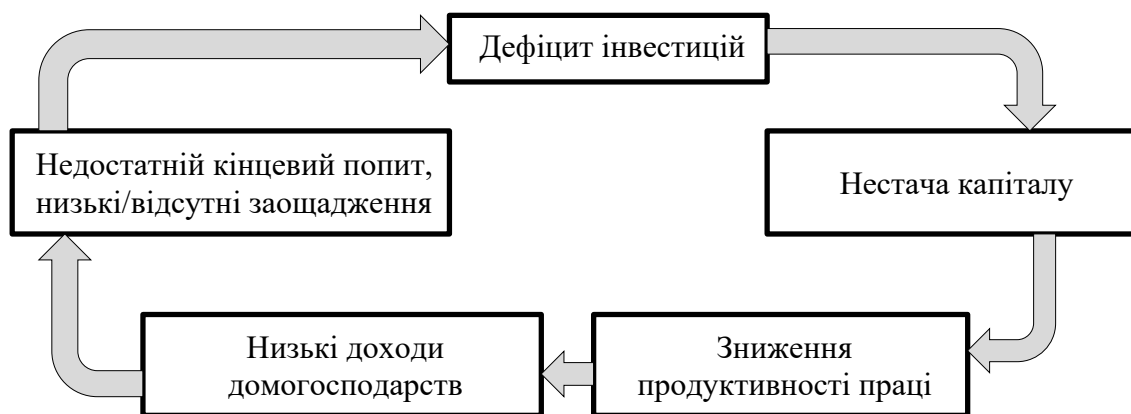 Дефіцит інвестицій
Недостатній кінцевий попит,
низькі/відсутні заощадження
Нестача капіталу
Низькі доходи
домогосподарств
Зниження
продуктивності праці